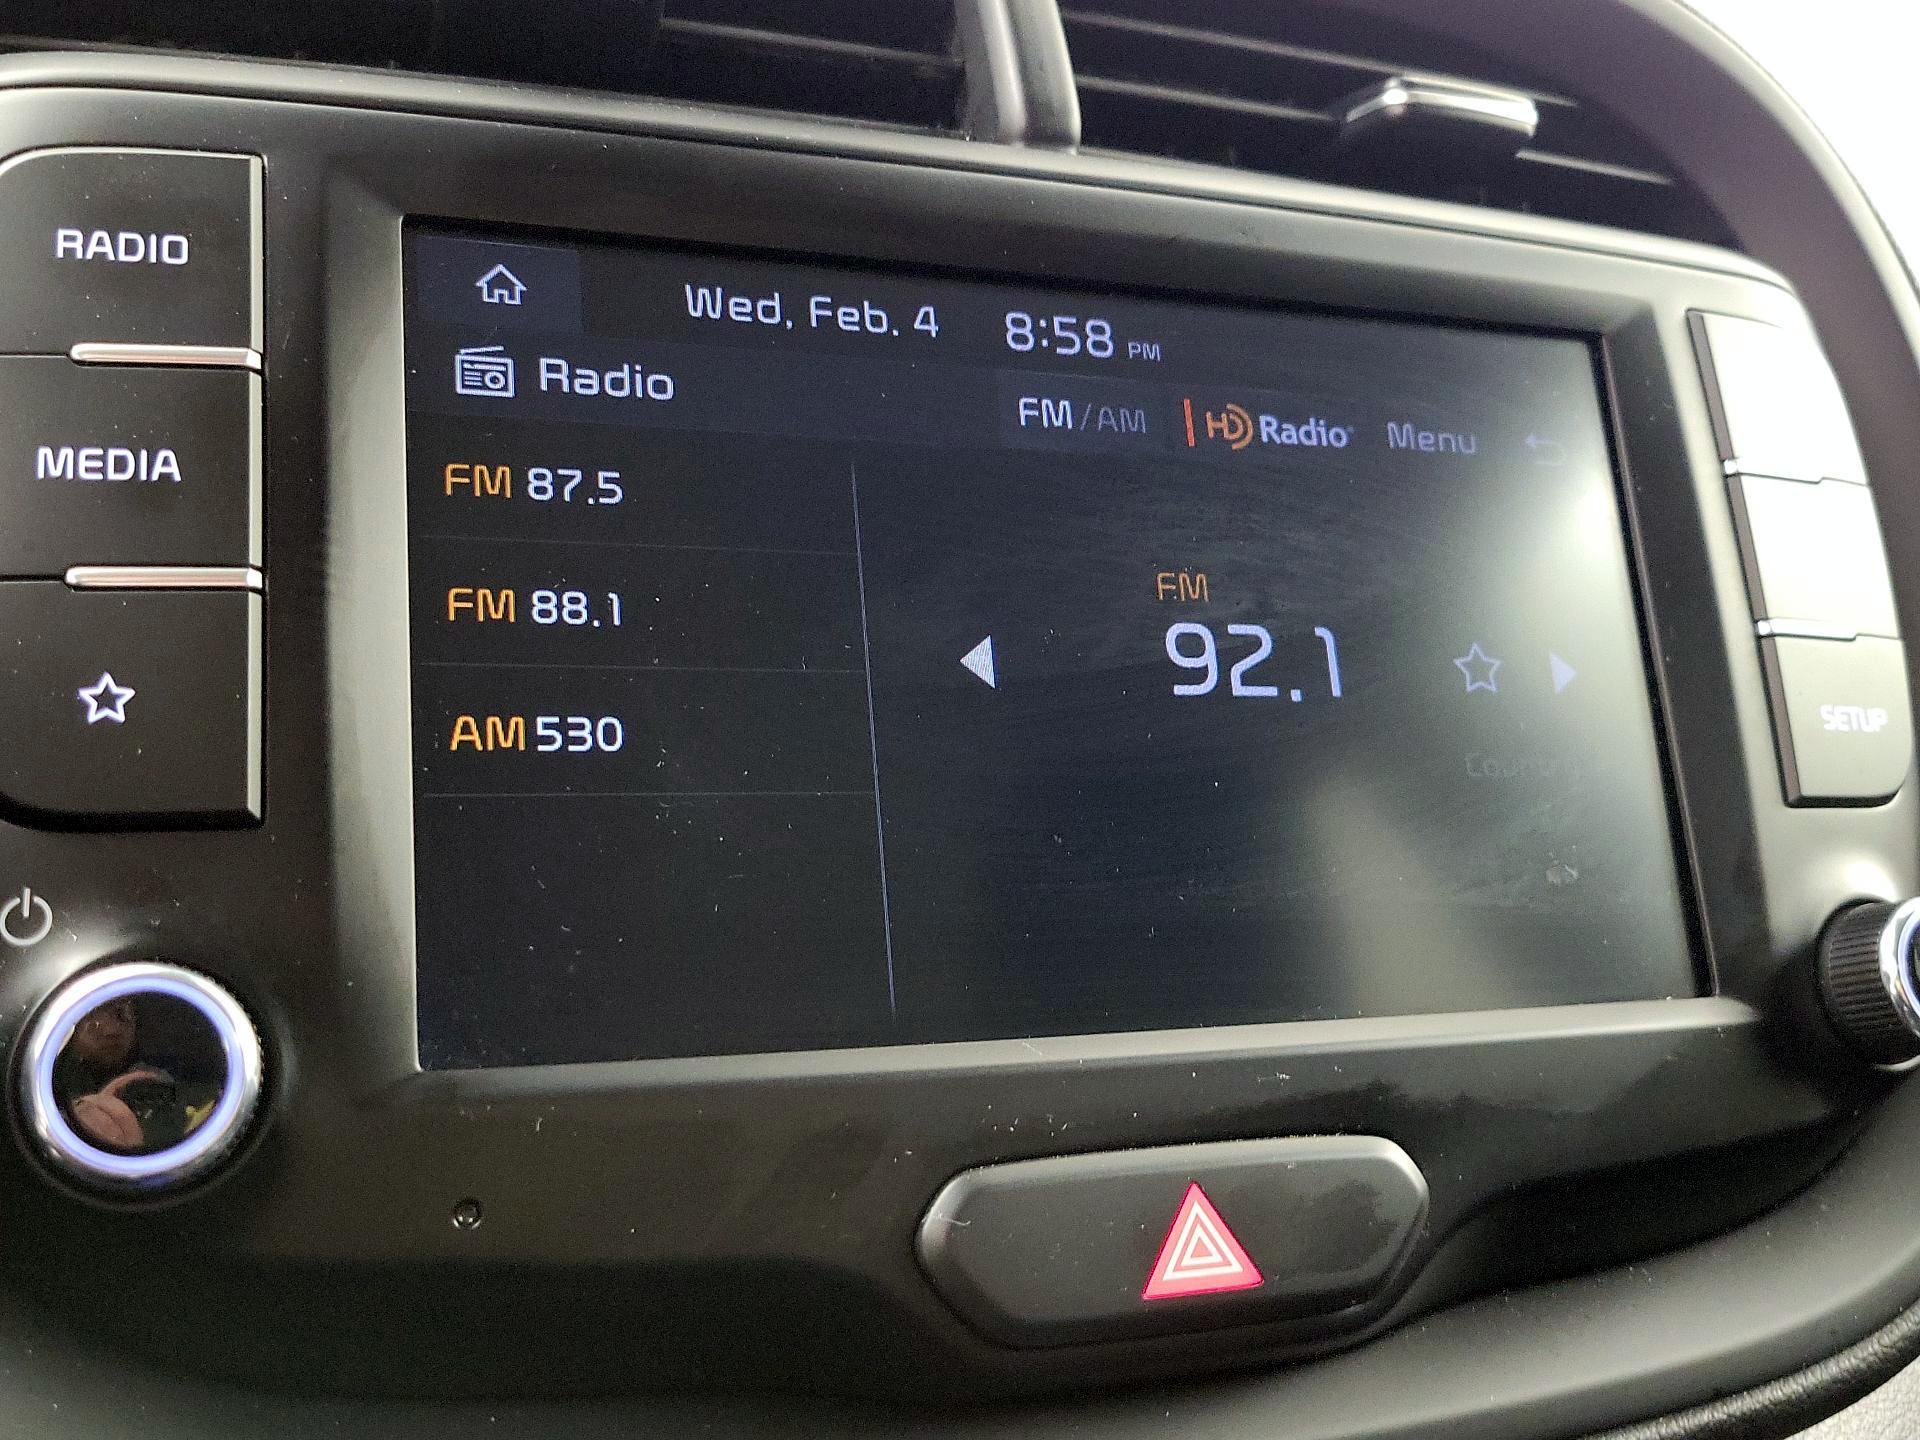 RADIO
MEDIA
Wed, Feb. 4 8:58 PM
Radio
FM/AM HD Radio Menu
FM 87.5
FM 88.1
AM 530
FM
92.1
Country
SETUP